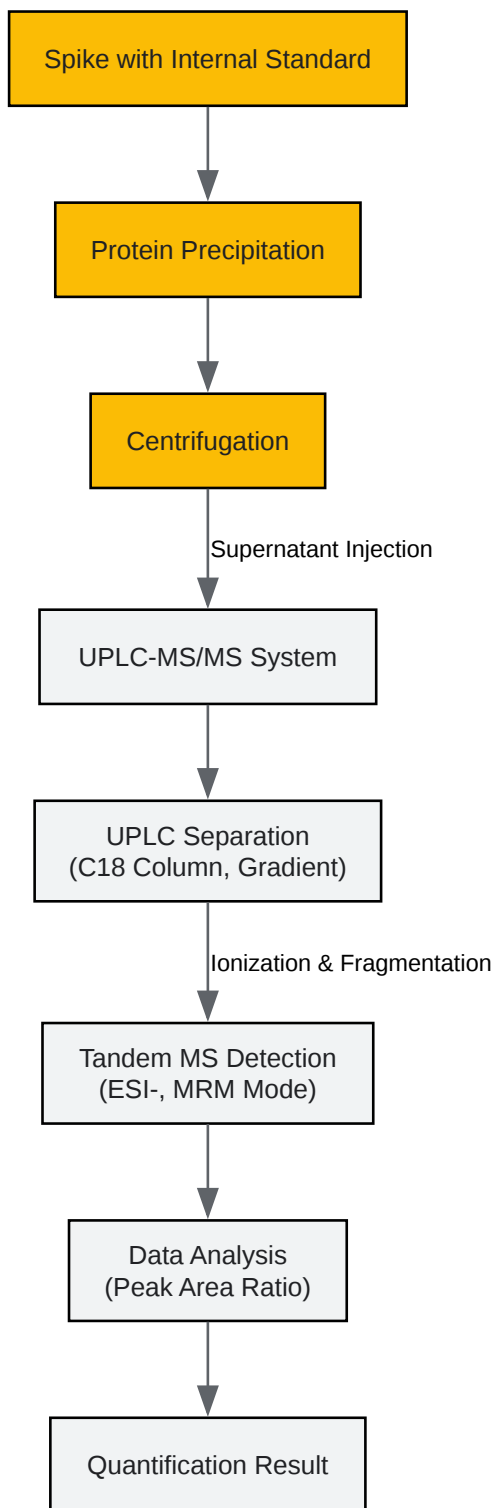 Spike with Internal Standard
Protein Precipitation
Centrifugation
Supernatant Injection
UPLC-MS/MS System
UPLC Separation
(C18 Column, Gradient)
Ionization & Fragmentation
Tandem MS Detection
(ESI-, MRM Mode)
Data Analysis
(Peak Area Ratio)
Quantification Result